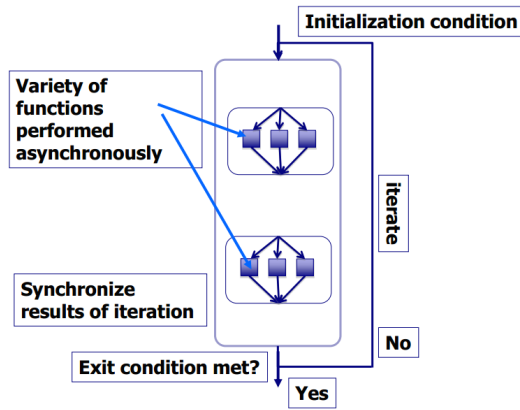 Initialization condition
Variety of
functions
performed
asynchronously
iterate
Synchronize
results of iteration
No
Exit condition met?
Yes